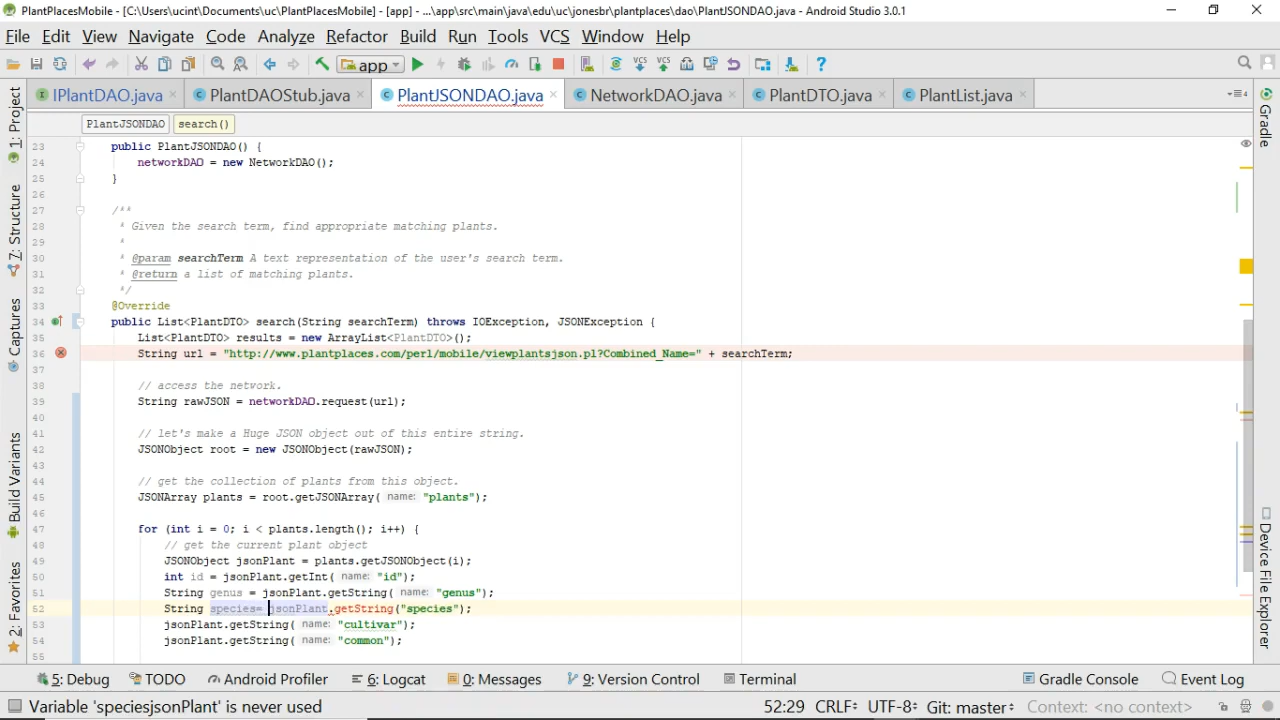 PlantPlacesMobile - [C:\Users\ucint\Documents\uc\PlantPlacesMobile] - [app] - ...\app\src\main\java\edu\uc\jonesbr\plantplaces\dao\PlantJSONDAO.java - Android Studio 3.0.1
File Edit View Navigate Code Analyze Refactor Build Run Tools VCS Window Help
app
IPlantDAO.java PlantDAOStub.java PlantJSONDAO.java NetworkDAO.java PlantDTO.java PlantList.java
PlantJSONDAO search()
1: Project
7: Structure
Captures
Build Variants
2: Favorites
23 public PlantJSONDAO() {
24 networkDAO = new NetworkDAO();
25 }
26
27 /**
28 * Given the search term, find appropriate matching plants.
29 *
30 * @param searchTerm A text representation of the user's search term.
31 * @return a list of matching plants.
32 */
33 @Override
34 public List<PlantDTO> search(String searchTerm) throws IOException, JSONException {
35 List<PlantDTO> results = new ArrayList<PlantDTO>();
36 String url = "http://www.plantplaces.com/perl/mobile/viewplantsjson.pl?Combined_Name=" + searchTerm;
37
38 // access the network.
39 String rawJSON = networkDAO.request(url);
40
41 // let's make a Huge JSON object out of this entire string.
42 JSONObject root = new JSONObject(rawJSON);
43
44 // get the collection of plants from this object.
45 JSONArray plants = root.getJSONArray( name: "plants");
46
47 for (int i = 0; i < plants.length(); i++) {
48 // get the current plant object
49 JSONObject jsonPlant = plants.getJSONObject(i);
50 int id = jsonPlant.getInt( name: "id");
51 String genus = jsonPlant.getString( name: "genus");
52 String species= jsonPlant.getString("species");
53 jsonPlant.getString( name: "cultivar");
54 jsonPlant.getString( name: "common");
55
Gradle
Device File Explorer
5: Debug TODO Android Profiler 6: Logcat 0: Messages 9: Version Control Terminal Gradle Console Event Log
Variable 'speciesjsonPlant' is never used 52:29 CRLF÷ UTF-8÷ Git: master÷ Context: <no context>